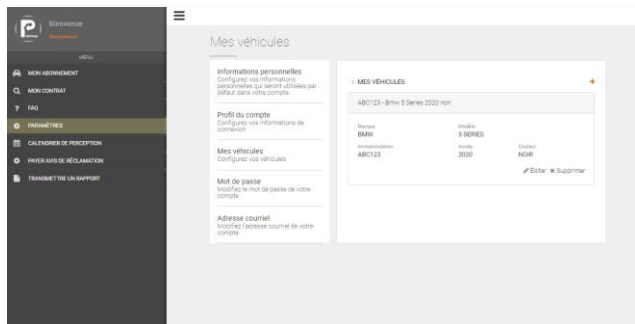 Bienvenue
MENU
MON ABONNEMENT
MON CONTRAT
FAQ
PARAMÈTRES
CALENDRIER DE PERCEPTION
PAYER AVIS DE RÉCLAMATION
TRANSMETTRE UN RAPPORT
Mes véhicules
Informations personnelles
Configurez vos informations
personnelles qui seront utilisées par
défaut dans votre compte.
Profil du compte
Configurez vos informations de
connexion
Mes véhicules
Configurez vos véhicules
Mot de passe
Modifiez le mot de passe de votre
compte
Adresse courriel
Modifiez l'adresse courriel de votre
compte
MES VÉHICULES
ABC123 - Bmw 5 Series 2020 noir
Marque Modèle
BMW 5 SERIES
Immatriculation Année Couleur
ABC123 2020 NOIR
Éditer Supprimer